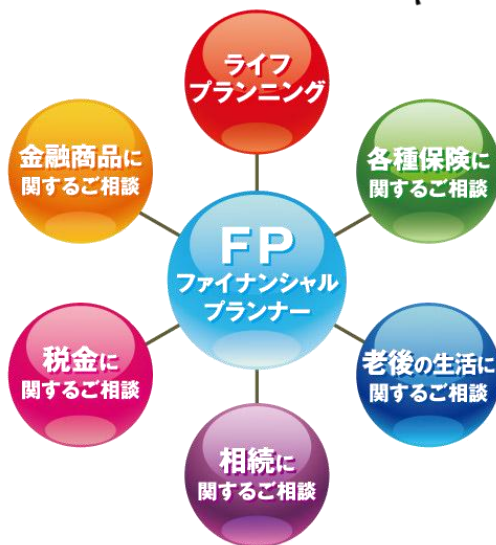 ライフ
プランニング
金融商品に
関するご相談
各種保険に
関するご相談
FP
ファイナンシャル
プランナー
税金に
関するご相談
老後の生活に
関するご相談
相続に
関するご相談